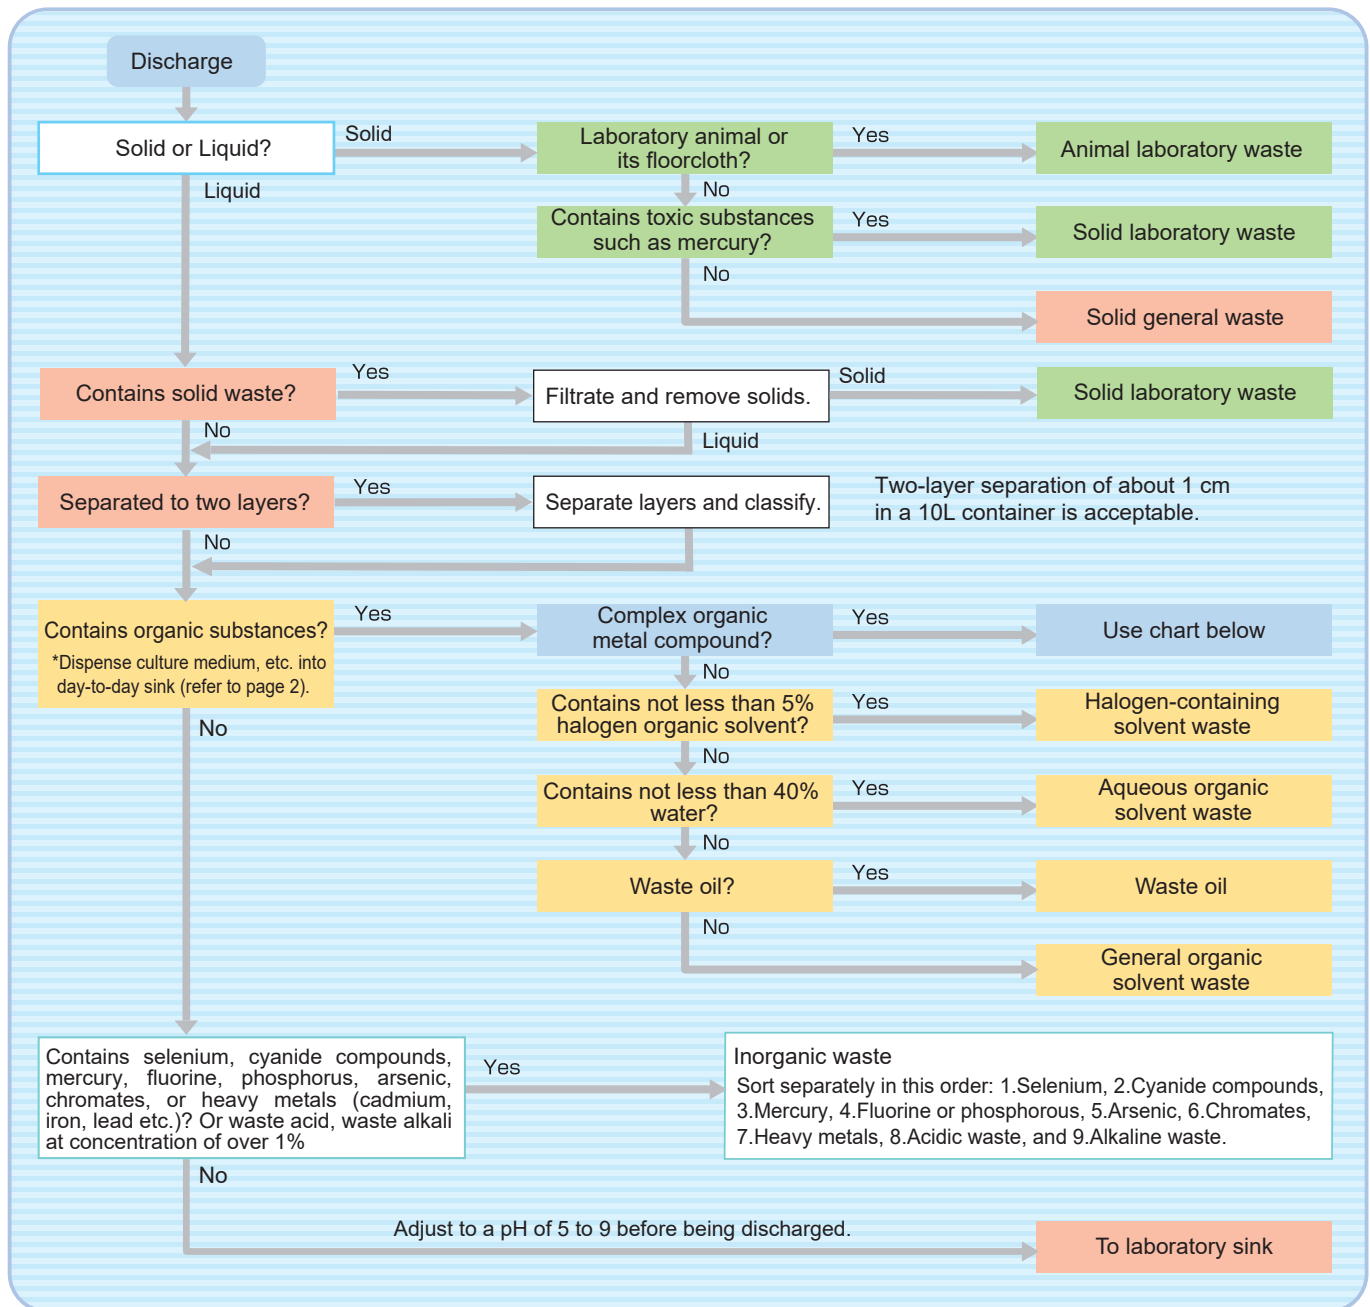 Discharge
Solid or Liquid?
Solid
Laboratory animal or
its floorcloth?
Yes
Animal laboratory waste
Liquid
No
Contains toxic substances
such as mercury?
Yes
Solid laboratory waste
No
Solid general waste
Contains solid waste?
Yes
Filtrate and remove solids.
Solid
Solid laboratory waste
No
Liquid
Separated to two layers?
Yes
Separate layers and classify.
Two-layer separation of about 1 cm
in a 10L container is acceptable.
No
Contains organic substances?
*Dispense culture medium, etc. into
day-to-day sink (refer to page 2).
Yes
Complex organic
metal compound?
Yes
Use chart below
No
Contains not less than 5%
halogen organic solvent?
Yes
Halogen-containing
solvent waste
No
No
Contains not less than 40%
water?
Yes
Aqueous organic
solvent waste
No
Waste oil?
Yes
Waste oil
No
General organic
solvent waste
Contains selenium, cyanide compounds,
mercury, fluorine, phosphorus, arsenic,
chromates, or heavy metals (cadmium,
iron, lead etc.)? Or waste acid, waste alkali
at concentration of over 1%
Yes
Inorganic waste
Sort separately in this order: 1.Selenium, 2.Cyanide compounds,
3.Mercury, 4.Fluorine or phosphorous, 5.Arsenic, 6.Chromates,
7.Heavy metals, 8.Acidic waste, and 9.Alkaline waste.
No
Adjust to a pH of 5 to 9 before being discharged.
To laboratory sink